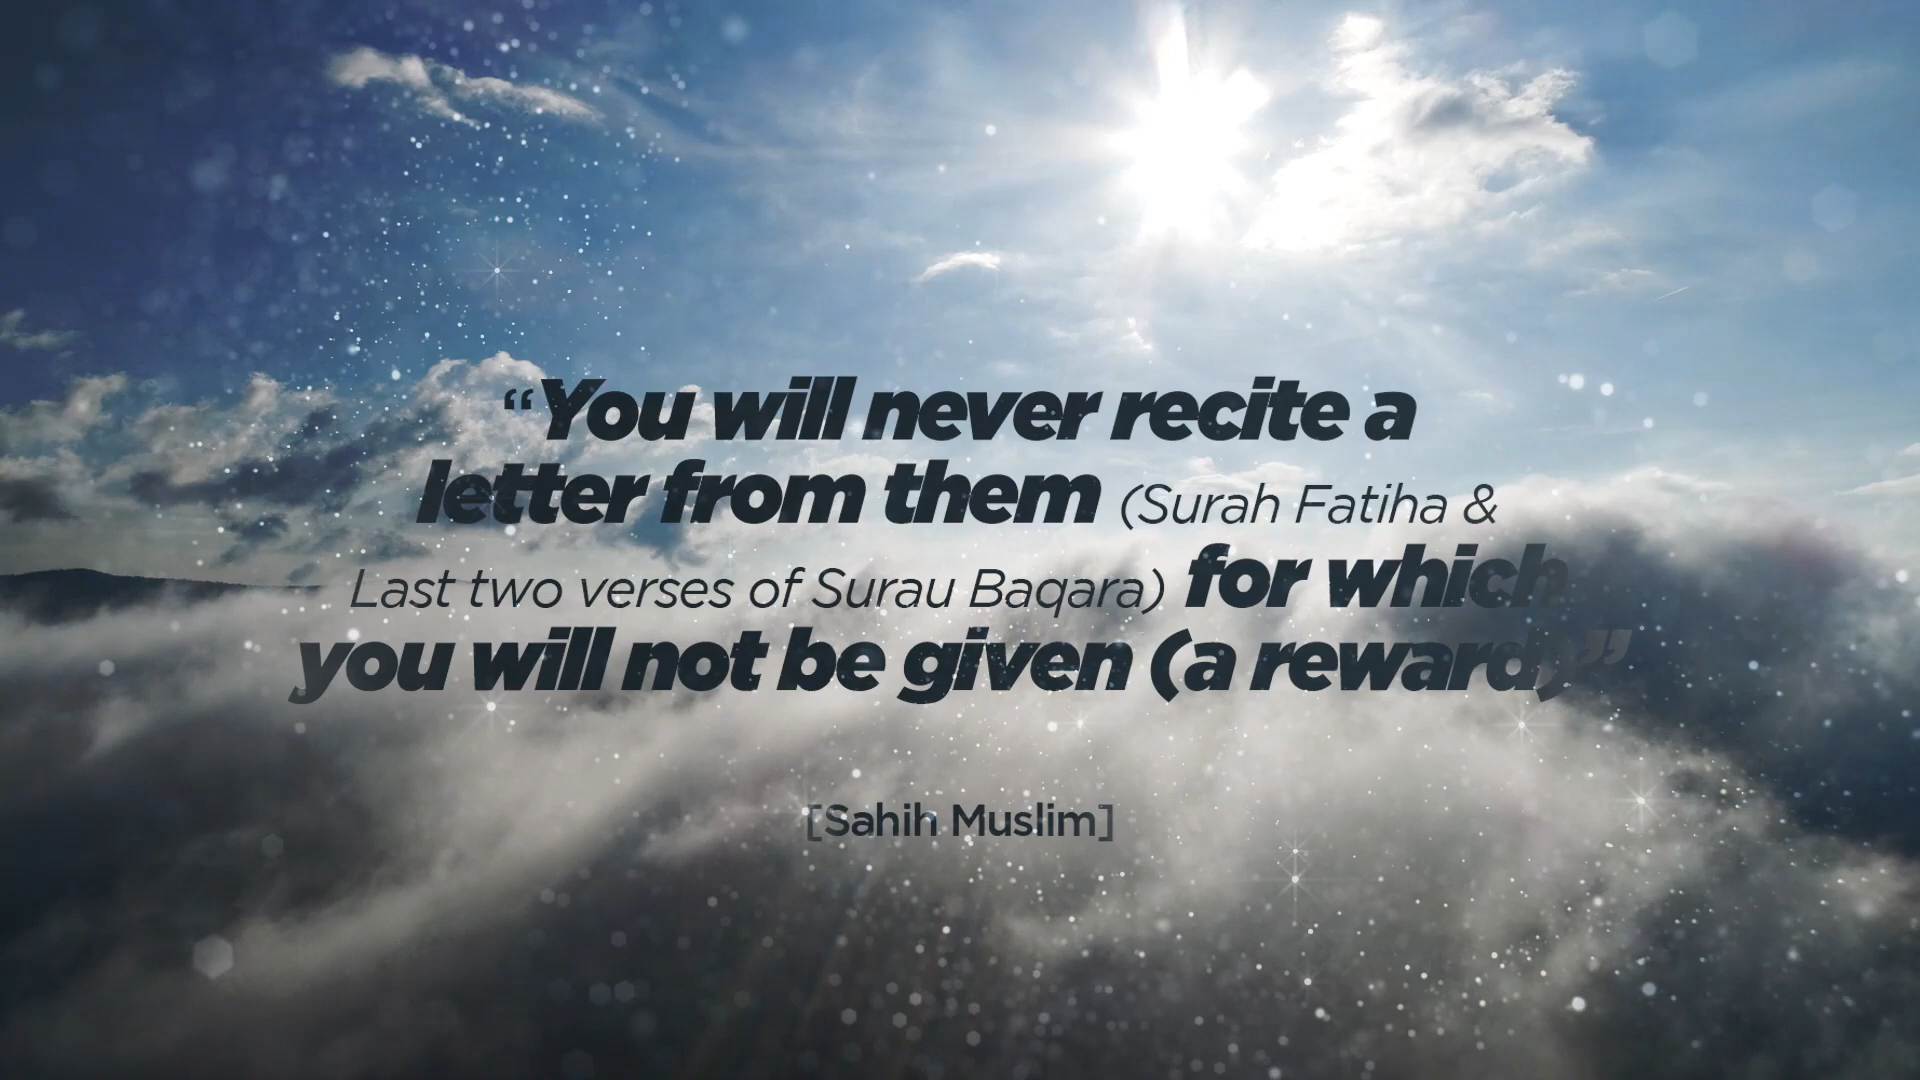 “You will never recite a
letter from them (Surah Fatiha &
Last two verses of Surau Baqara) for which
you will not be given (a reward)”
[Sahih Muslim]